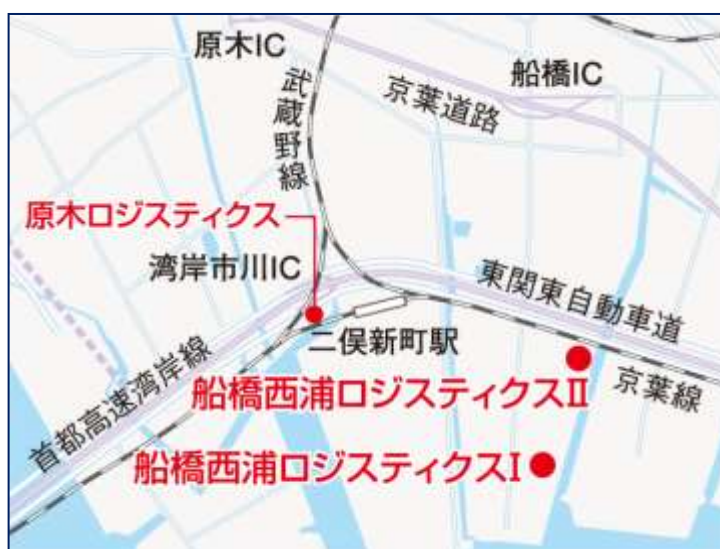 原木IC
船橋IC
武蔵野線
京葉道路
原木ロジスティクス
湾岸市川IC
東関東自動車道
二俣新町駅
船橋西浦ロジスティクスⅡ
京葉線
首都高速湾岸線
船橋西浦ロジスティクスⅠ